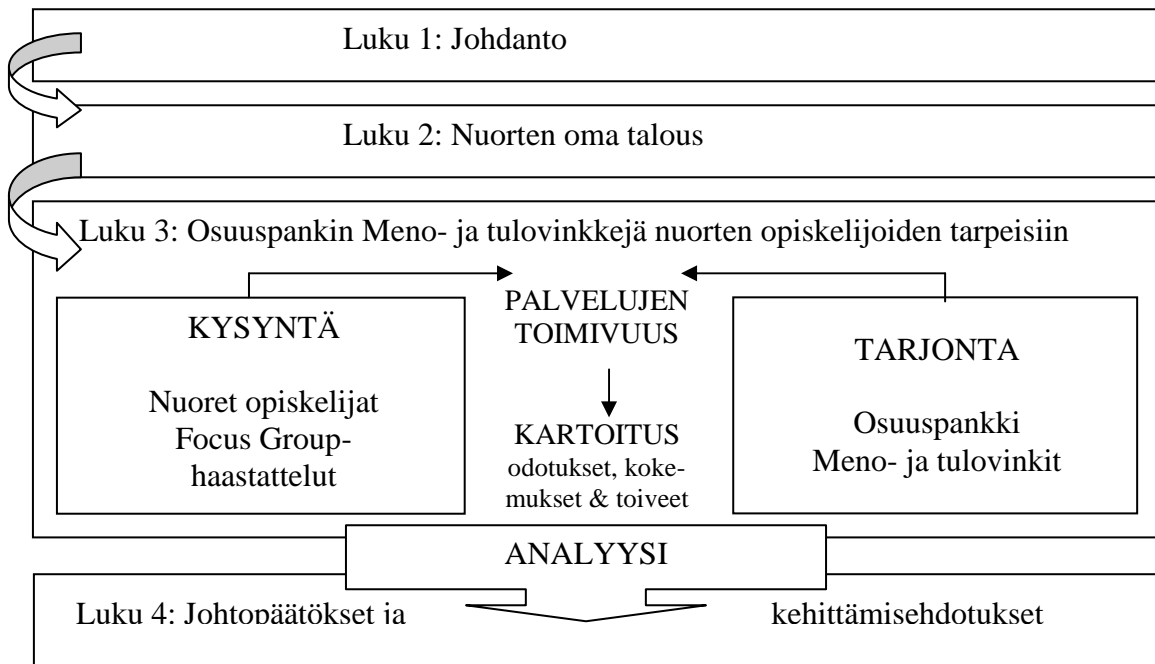 Luku 1: Johdanto
Luku 2: Nuorten oma talous
Luku 3: Osuuspankin Meno- ja tulovinkkejä nuorten opiskelijoiden tarpeisiin
KYSYNTÄ
Nuoret opiskelijat
Focus Group-
haastattelut
PALVELUJEN
TOIMIVUUS
KARTOITUS
odotukset, koke-
mukset & toiveet
TARJONTA
Osuuspankki
Meno- ja tulovinkit
ANALYYSI
Luku 4: Johtopäätökset ja kehittämisehdotukset